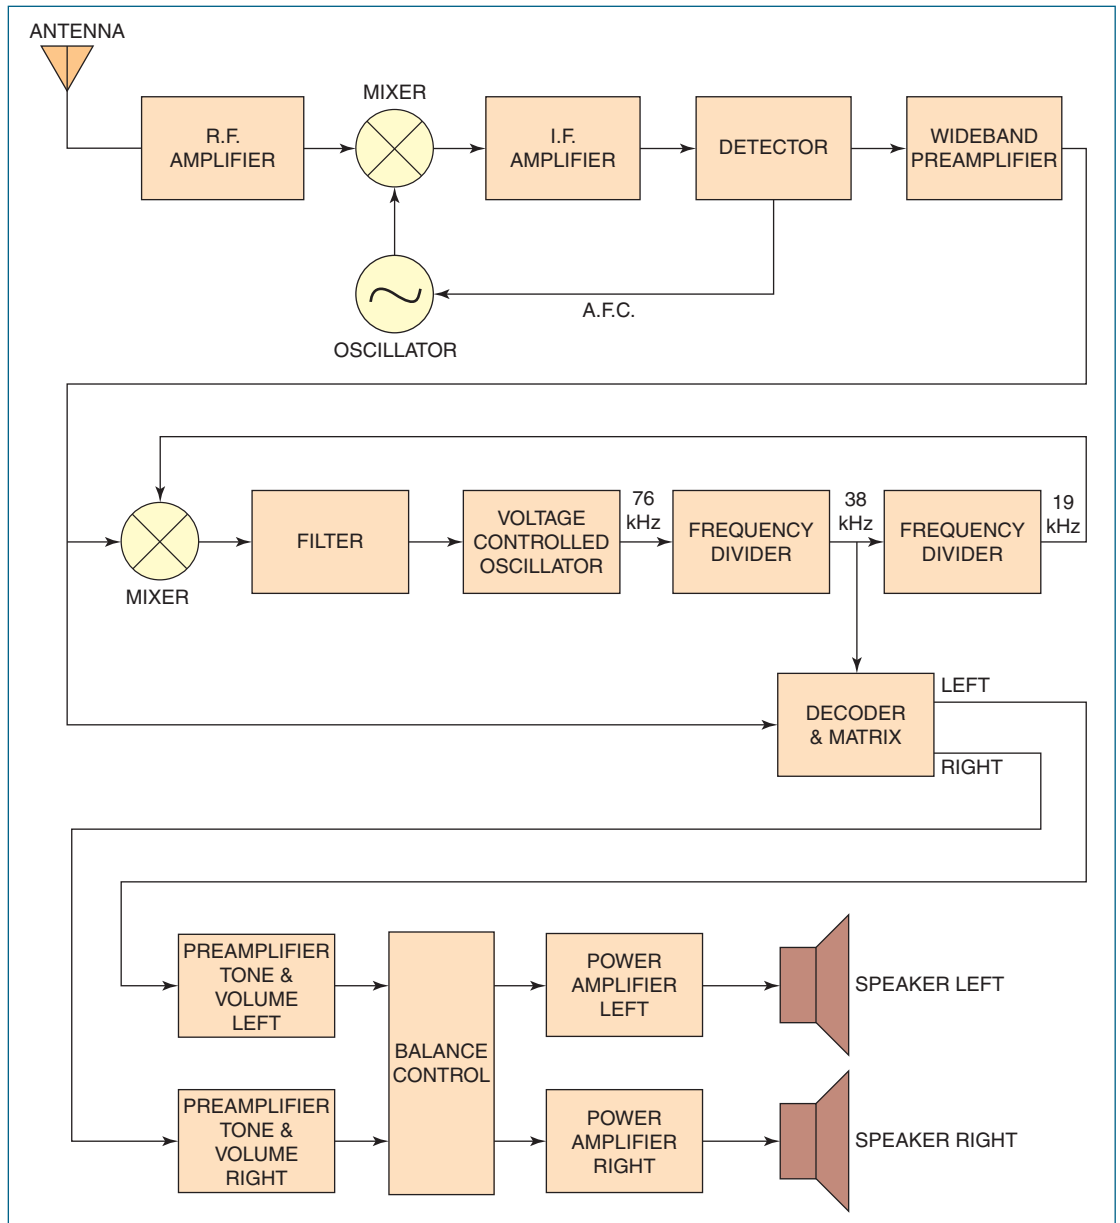 ANTENNA
MIXER
R.F.
AMPLIFIER
I.F.
AMPLIFIER
DETECTOR
WIDEBAND
PREAMPLIFIER
A.F.C.
OSCILLATOR
MIXER
FILTER
VOLTAGE
CONTROLLED
OSCILLATOR
76
kHz
FREQUENCY
DIVIDER
38
kHz
FREQUENCY
DIVIDER
19
kHz
DECODER
& MATRIX
LEFT
RIGHT
PREAMPLIFIER
TONE &
VOLUME
LEFT
BALANCE
CONTROL
POWER
AMPLIFIER
LEFT
SPEAKER LEFT
PREAMPLIFIER
TONE &
VOLUME
RIGHT
POWER
AMPLIFIER
RIGHT
SPEAKER RIGHT